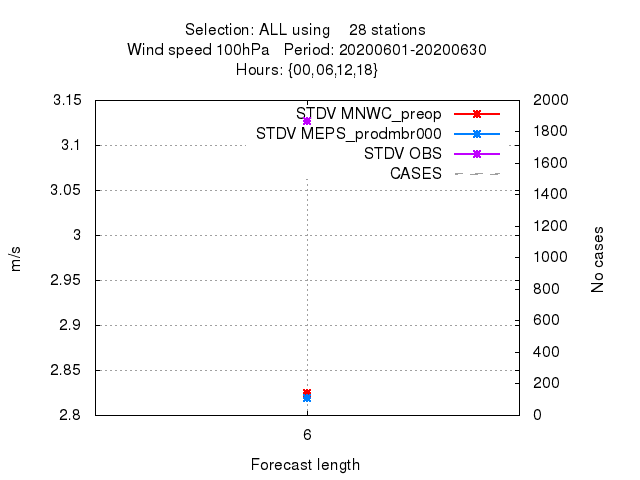 Selection: ALL using 28 stations
Wind speed 100hPa Period: 20200601-20200630
Hours: {00,06,12,18}
3.15
3.1
3.05
3
2.95
2.9
2.85
2.8
m/s
STDV MNWC_preop
STDV MEPS_prodmbr000
STDV OBS
CASES
2000
1800
1600
1400
1200
1000
800
600
400
200
0
No cases
6
Forecast length